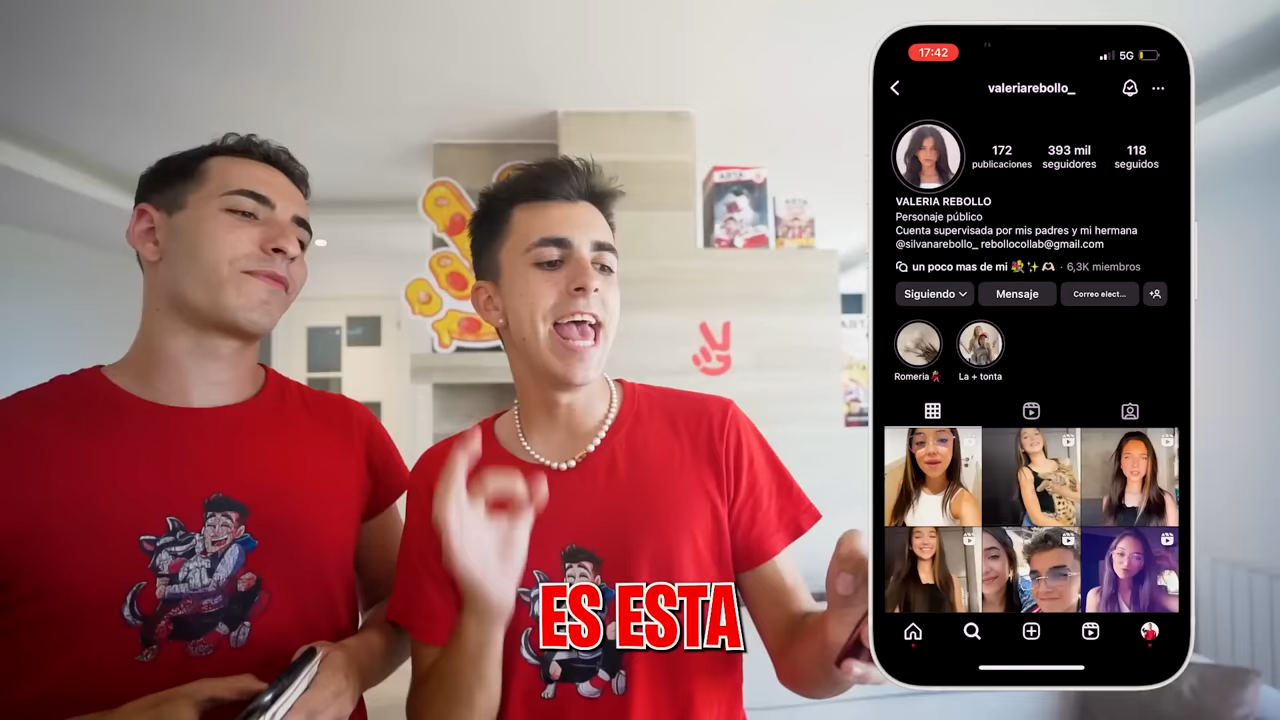 17:42
5G
valeriarebollo_
172
393 mil
118
publicaciones
seguidores
seguidos
VALERIA REBOLLO
Personaje público
Cuenta supervisada por mis padres y mi hermana
@silvanarebollo_ rebollocollab@gmail.com
un poco mas de mi 💐✨🫶🏻 · 6,3K miembros
Siguiendo
Mensaje
Correo elect...
Romeria💃🏻
La + tonta
ES ESTA